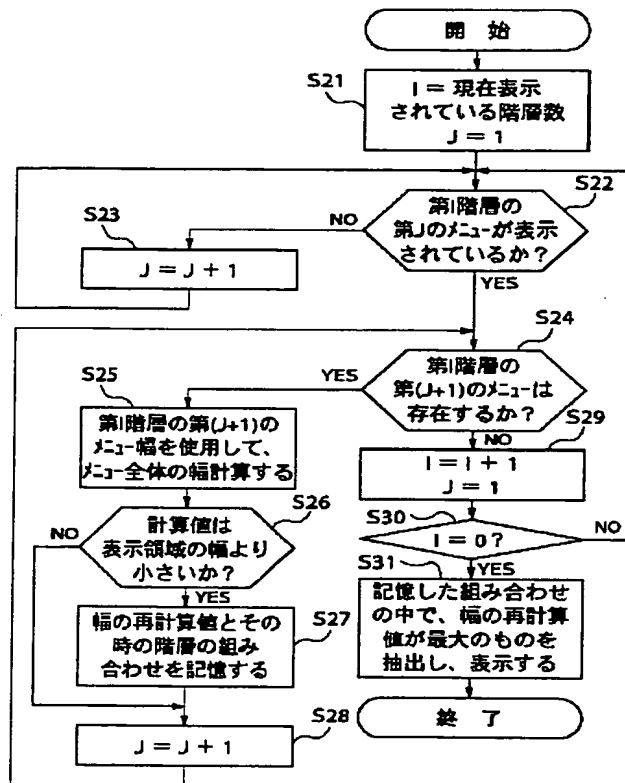 開 始
S21
I = 現在表示
されている階層数
J = 1
S22
第I階層の
第Jのメニューが表示
されているか？
NO
YES
S23
J = J + 1
S24
第I階層の
第(J+1)のメニューは
存在するか？
YES
NO
S25
第I階層の第(J+1)の
メニュー幅を使用して、
メニュー全体の幅計算する
S26
計算値は
表示領域の幅より
小さいか？
NO
YES
S27
幅の再計算値とその
時の階層の組み
合わせを記憶する
S28
J = J + 1
S29
I = I + 1
J = 1
S30
I = 0？
NO
YES
S31
記憶した組み合わせ
の中で、幅の再計算
値が最大のものを
抽出し、表示する
終 了